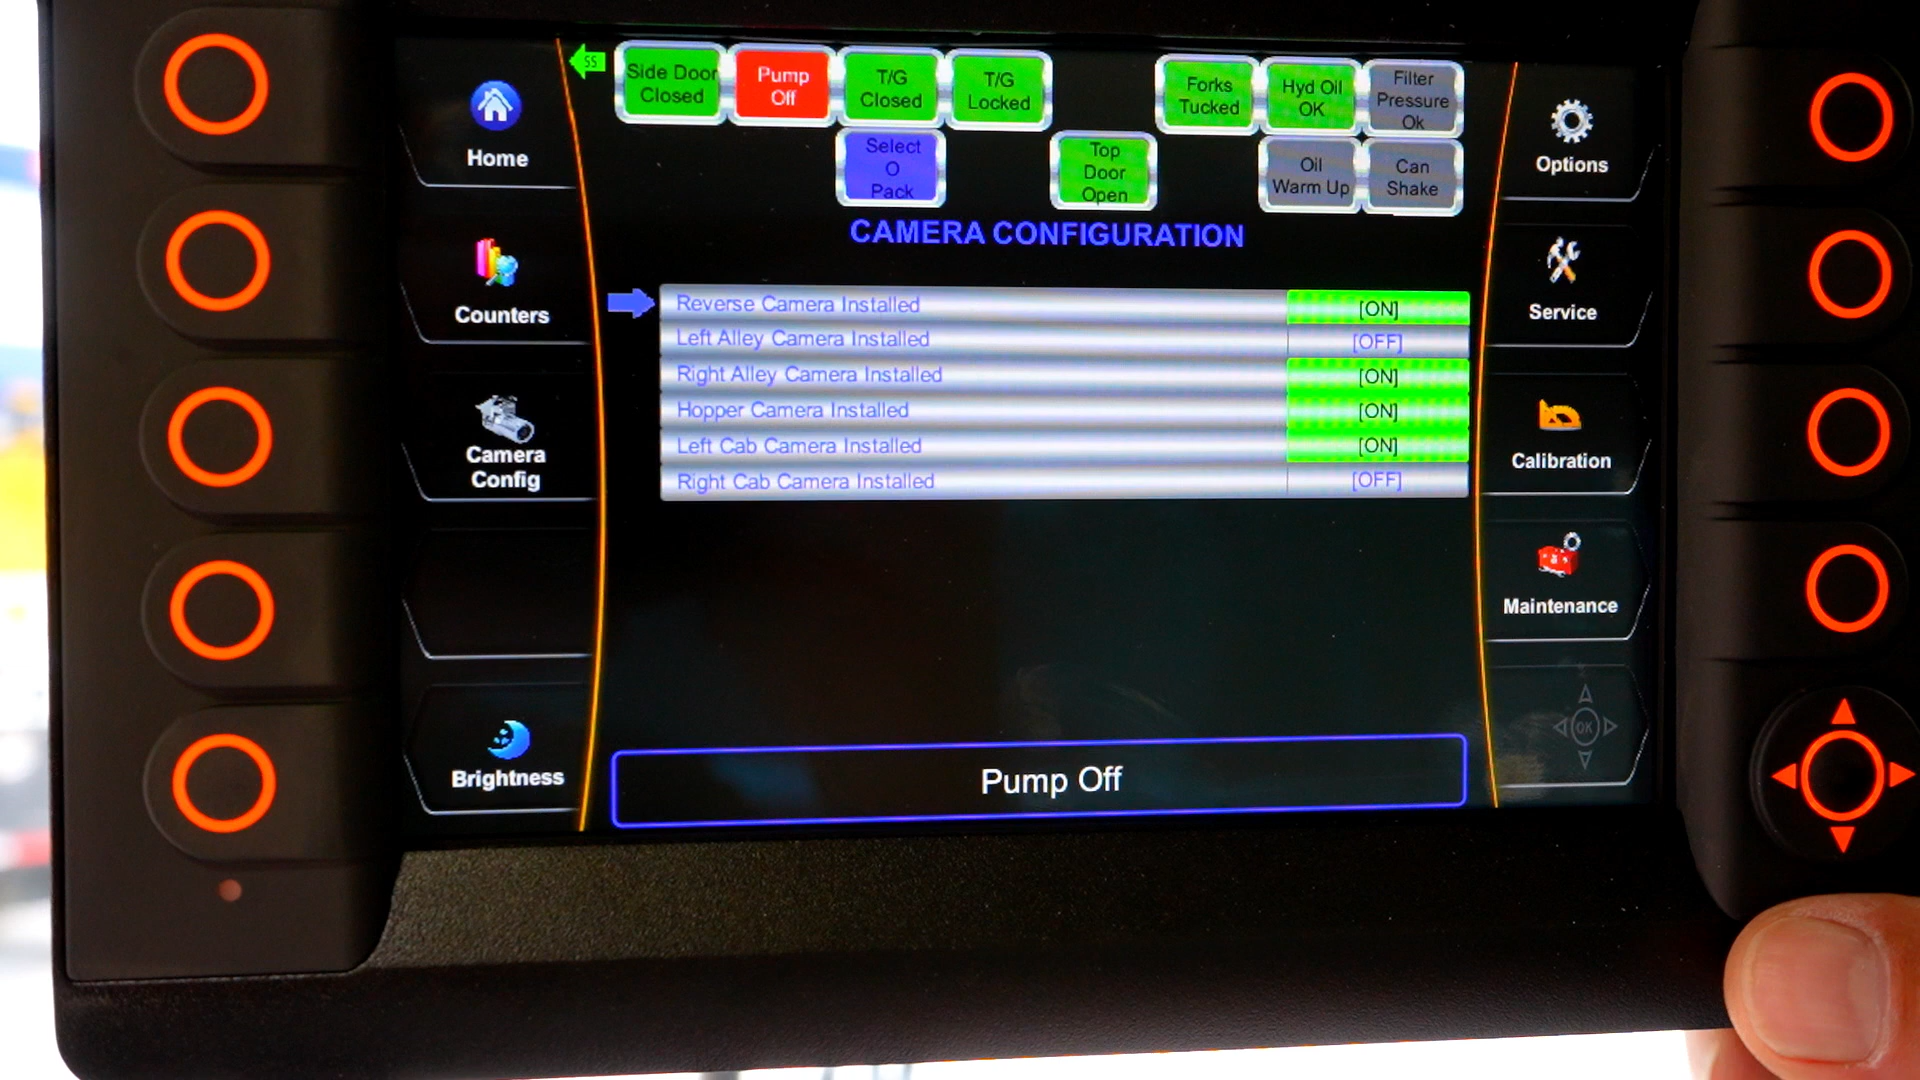 SS
Side Door
Closed
Pump
Off
T/G
Closed
T/G
Locked
Forks
Tucked
Hyd Oil
OK
Filter
Pressure
Ok
Select
O
Pack
Top
Door
Open
Oil
Warm Up
Can
Shake
Home
Counters
Camera
Config
Brightness
CAMERA CONFIGURATION
Reverse Camera Installed [ON]
Left Alley Camera Installed [OFF]
Right Alley Camera Installed [ON]
Hopper Camera Installed [ON]
Left Cab Camera Installed [ON]
Right Cab Camera Installed [OFF]
Pump Off
Options
Service
Calibration
Maintenance
OK